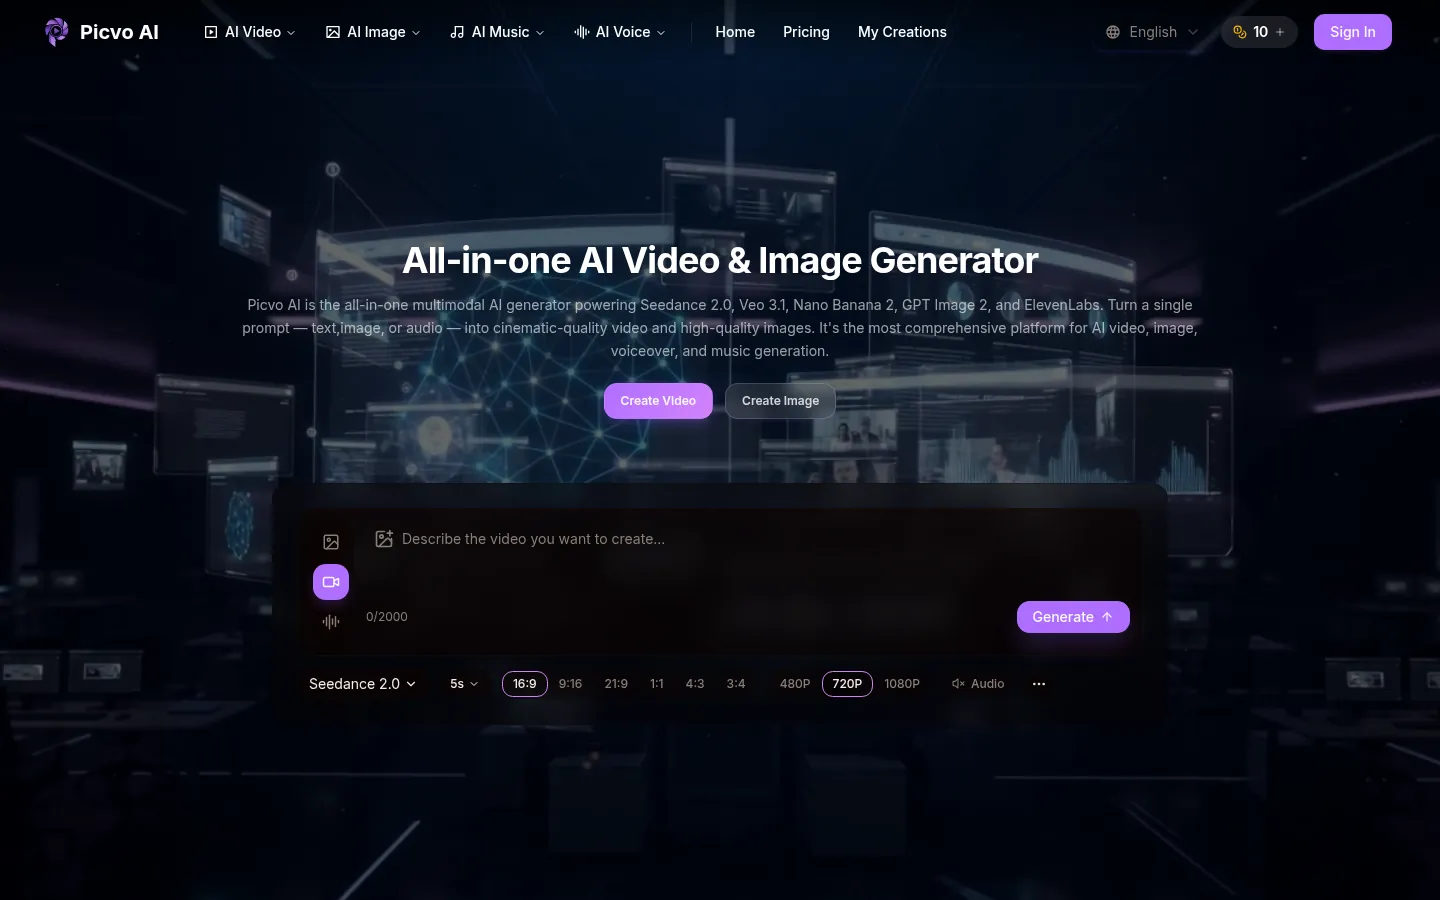 Picvo AI
AI Video
AI Image
AI Music
AI Voice
Home
Pricing
My Creations
English
10 +
Sign In
All-in-one AI Video & Image Generator
Picvo AI is the all-in-one multimodal AI generator powering Seedance 2.0, Veo 3.1, Nano Banana 2, GPT Image 2, and ElevenLabs. Turn a single
prompt — text,image, or audio — into cinematic-quality video and high-quality images. It's the most comprehensive platform for AI video, image,
voiceover, and music generation.
Create Video
Create Image
Describe the video you want to create...
0/2000
Generate
Seedance 2.0
5s
16:9
9:16
21:9
1:1
4:3
3:4
480P
720P
1080P
Audio